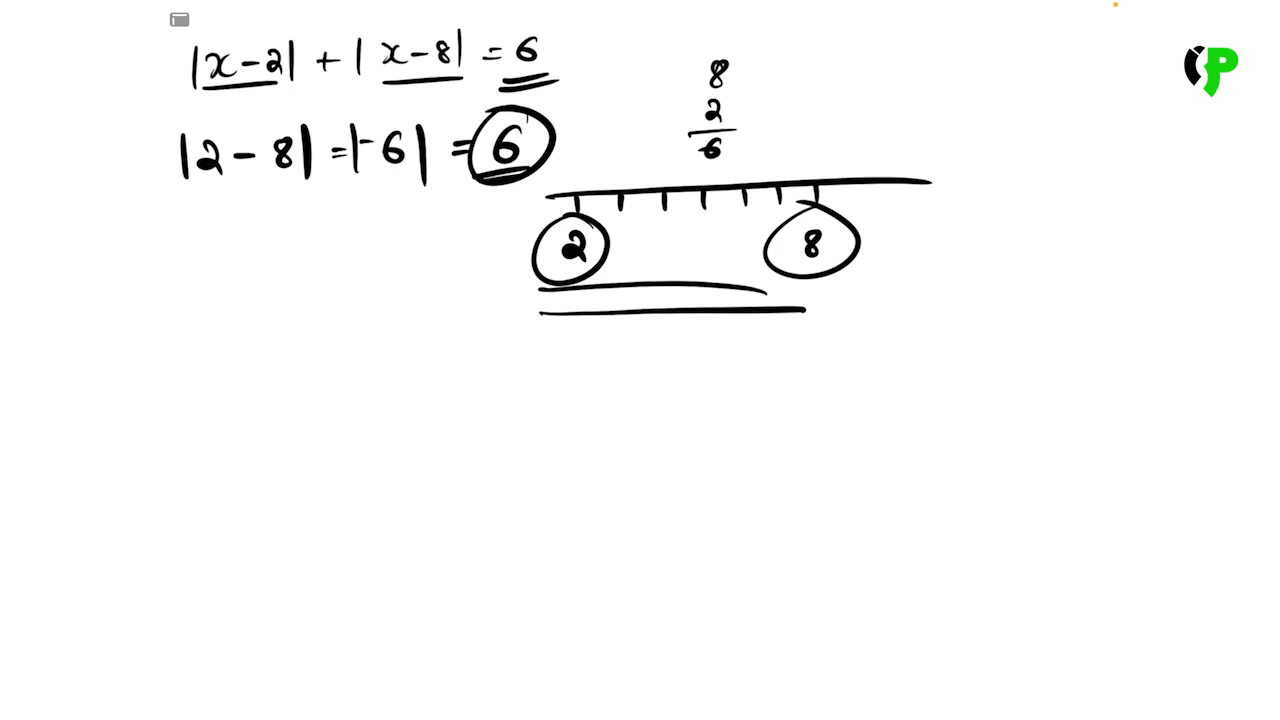 |x-2| + |x-8| = 6
|2-8| = |-6| = 6
8
2
6
2 8
P